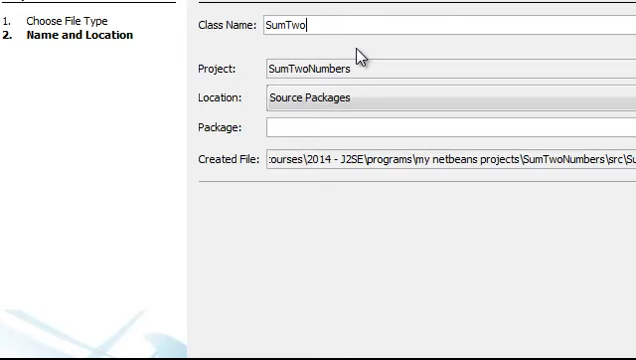 1. Choose File Type
2. Name and Location
Class Name: SumTwo
Project: SumTwoNumbers
Location: Source Packages
Package:
Created File: :ourses\2014 - J2SE\programs\my netbeans projects\SumTwoNumbers\src\Su